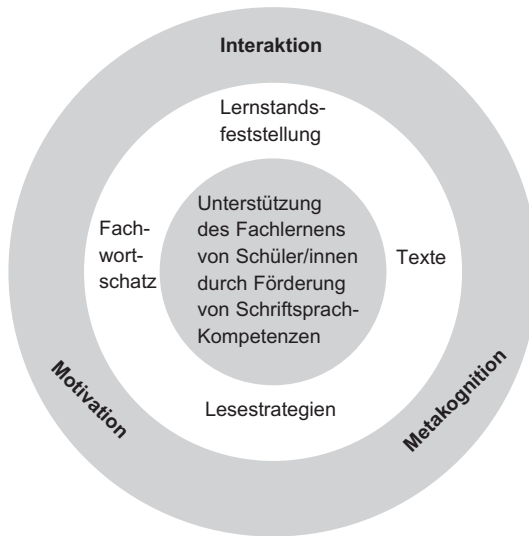 Interaktion
Lernstands-
feststellung
Fach-
wort-
schatz
Unterstützung
des Fachlernens
von Schüler/innen
durch Förderung
von Schriftsprach-
Kompetenzen
Texte
Lesestrategien
Motivation
Metakognition